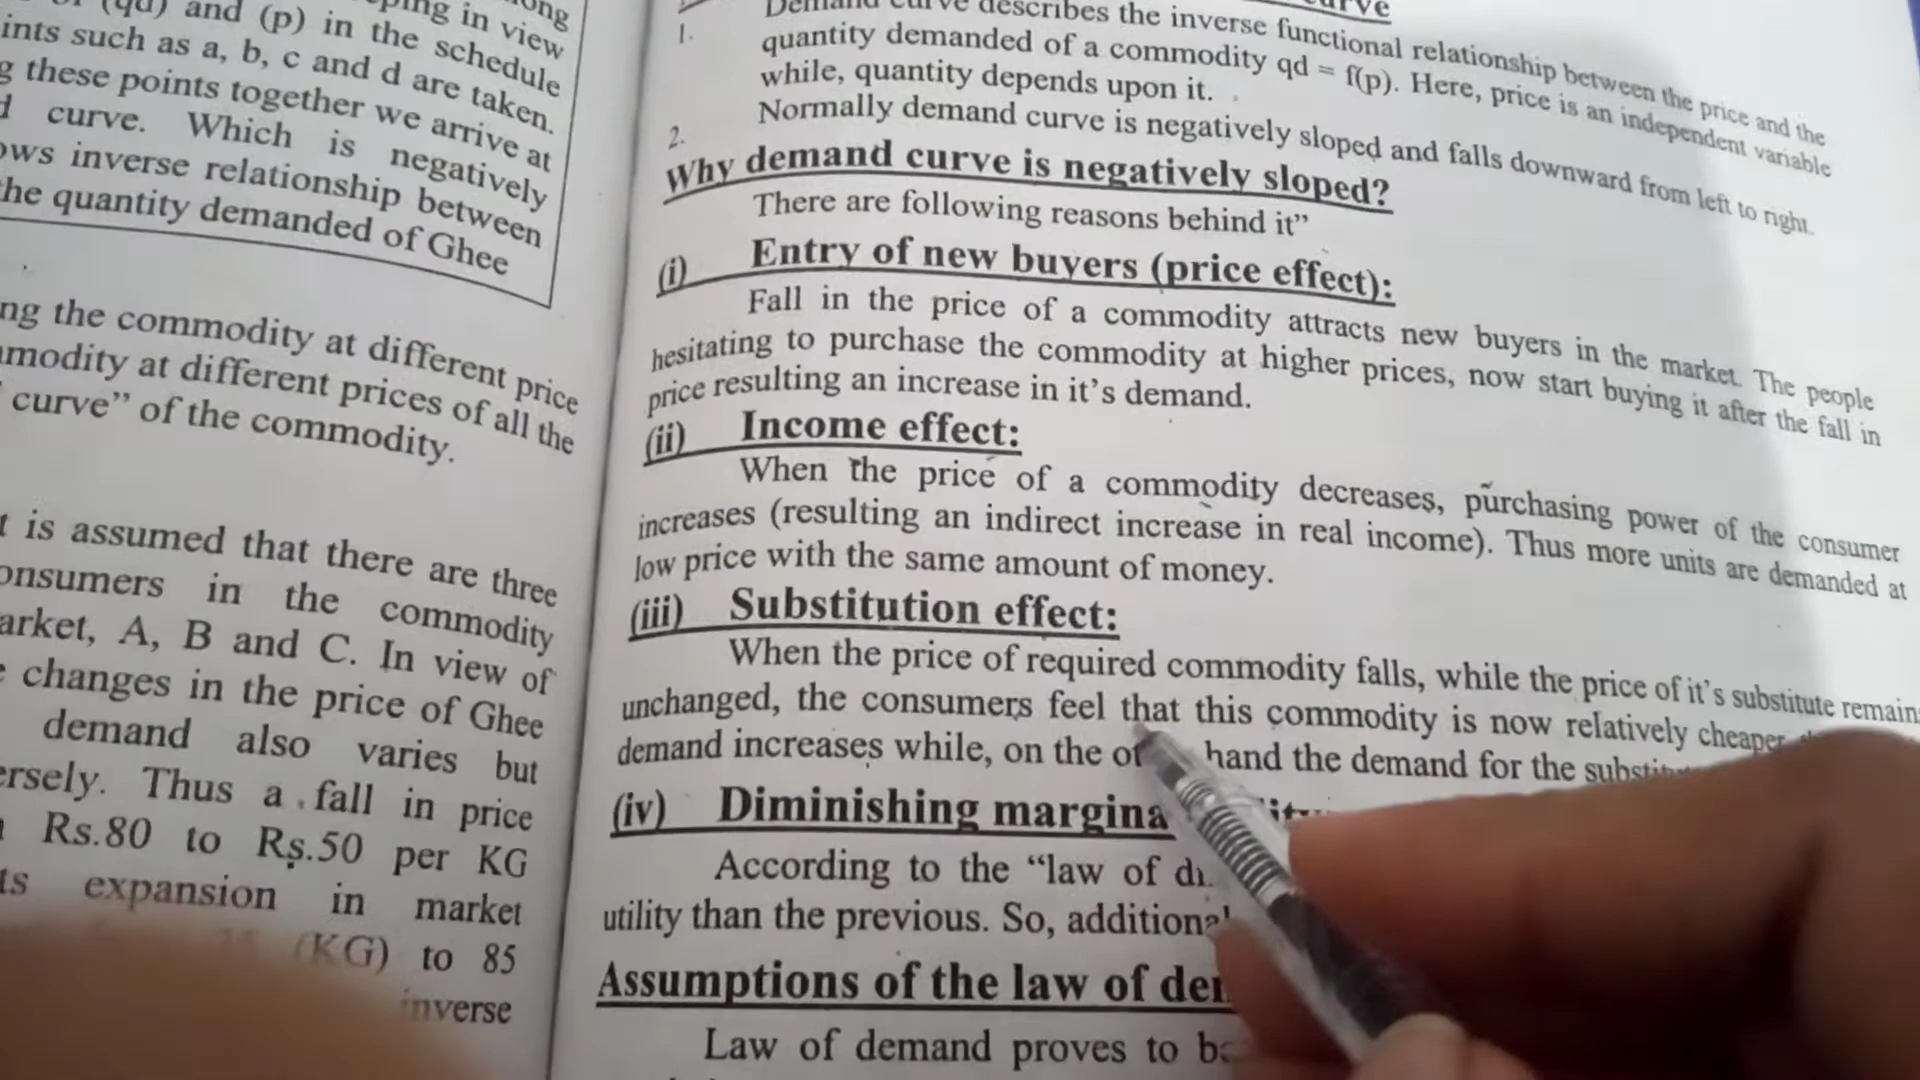 (qd) and (p) in the schedule
ints such as a, b, c and d are taken.
these points together we arrive at
curve. Which is negatively
ows inverse relationship between
the quantity demanded of Ghee
ng the commodity at different price
mmodity at different prices of all the
curve” of the commodity.
t is assumed that there are three
onsumers in the commodity
arket, A, B and C. In view of
changes in the price of Ghee
demand also varies but
ersely. Thus a fall in price
Rs.80 to Rs.50 per KG
ts expansion in market
(KG) to 85
inverse
1. Demand curve describes the inverse functional relationship between the price and the
quantity demanded of a commodity qd = f(p). Here, price is an independent variable
while, quantity depends upon it.
2. Normally demand curve is negatively sloped and falls downward from left to right.
Why demand curve is negatively sloped?
There are following reasons behind it”
(i) Entry of new buyers (price effect):
Fall in the price of a commodity attracts new buyers in the market. The people
hesitating to purchase the commodity at higher prices, now start buying it after the fall in
price resulting an increase in it’s demand.
(ii) Income effect:
When the price of a commodity decreases, purchasing power of the consumer
increases (resulting an indirect increase in real income). Thus more units are demanded at
low price with the same amount of money.
(iii) Substitution effect:
When the price of required commodity falls, while the price of it’s substitute remain
unchanged, the consumers feel that this commodity is now relatively cheaper
demand increases while, on the hand the demand for the
(iv) Diminishing margina
According to the “law of
utility than the previous. So, additional
Assumptions of the law of
Law of demand proves to